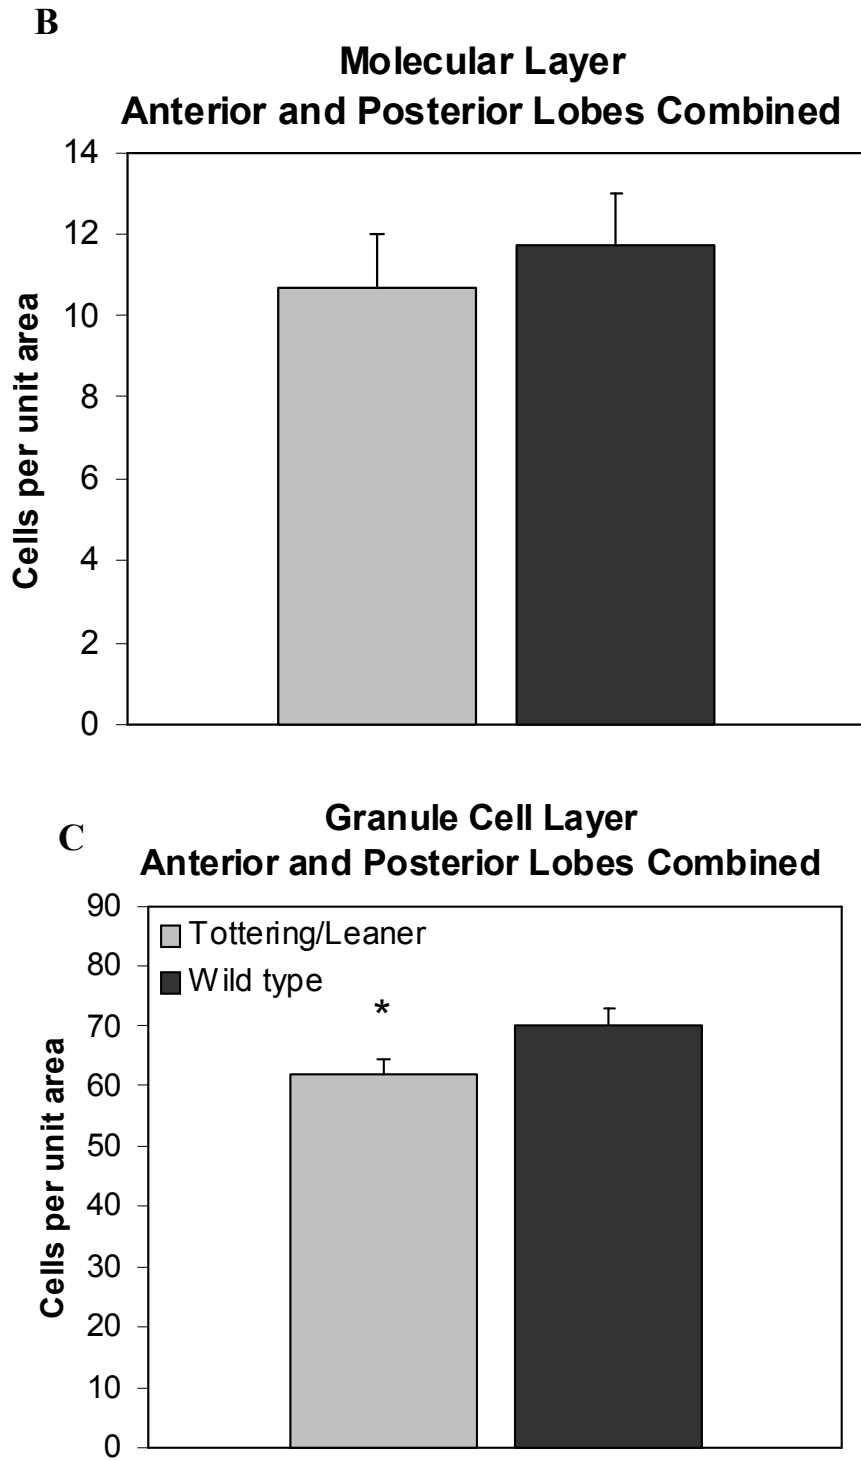 B
Molecular Layer
Anterior and Posterior Lobes Combined
14
12
10
8
6
4
2
0
Cells per unit area
C
Granule Cell Layer
Anterior and Posterior Lobes Combined
90
80
70
60
50
40
30
20
10
0
Cells per unit area
Tottering/Leaner
Wild type
*